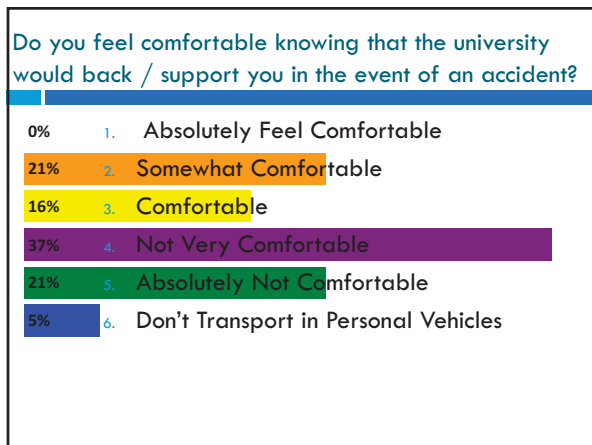 Do you feel comfortable knowing that the university
would back / support you in the event of an accident?
0% 1. Absolutely Feel Comfortable
21% 2. Somewhat Comfortable
16% 3. Comfortable
37% 4. Not Very Comfortable
21% 5. Absolutely Not Comfortable
5% 6. Don't Transport in Personal Vehicles